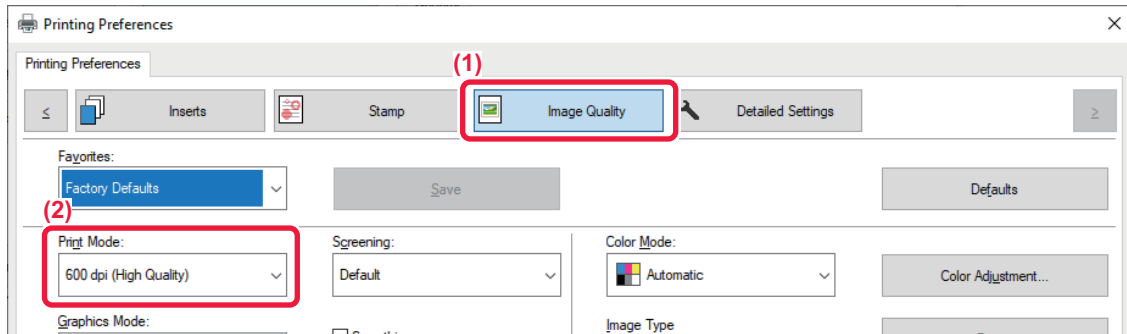 Printing Preferences
Printing Preferences
(1)
<
Inserts
Stamp
Image Quality
Detailed Settings
>
Favorites:
Factory Defaults
Save
Defaults
(2)
Print Mode:
Screening:
Color Mode:
600 dpi (High Quality)
Default
Automatic
Color Adjustment...
Graphics Mode:
Image Type